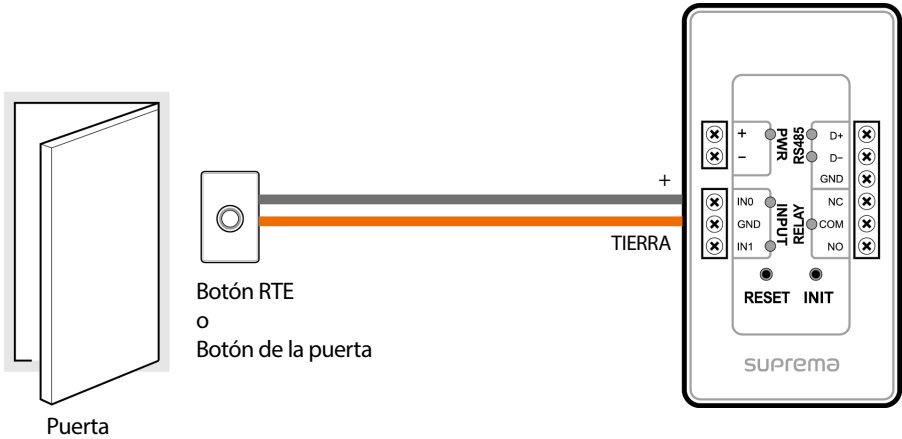 +
TIERRA
Botón RTE
o
Botón de la puerta
Puerta
+
−
PWR
RS485
D+
D−
GND
IN0
GND
IN1
INPUT
RELAY
NC
COM
NO
RESET INIT
suprema